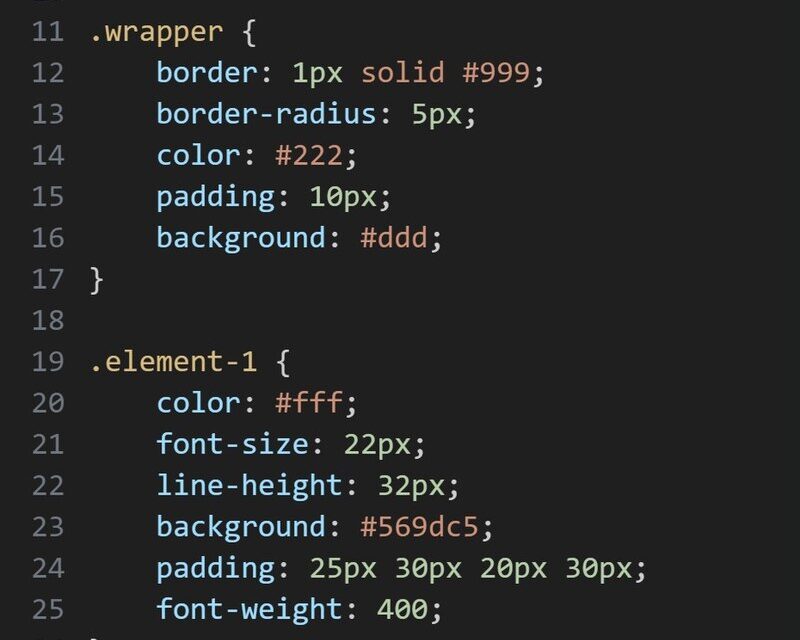 11 .wrapper {
12     border: 1px solid #999;
13     border-radius: 5px;
14     color: #222;
15     padding: 10px;
16     background: #ddd;
17 }
18
19 .element-1 {
20     color: #fff;
21     font-size: 22px;
22     line-height: 32px;
23     background: #569dc5;
24     padding: 25px 30px 20px 30px;
25     font-weight: 400;